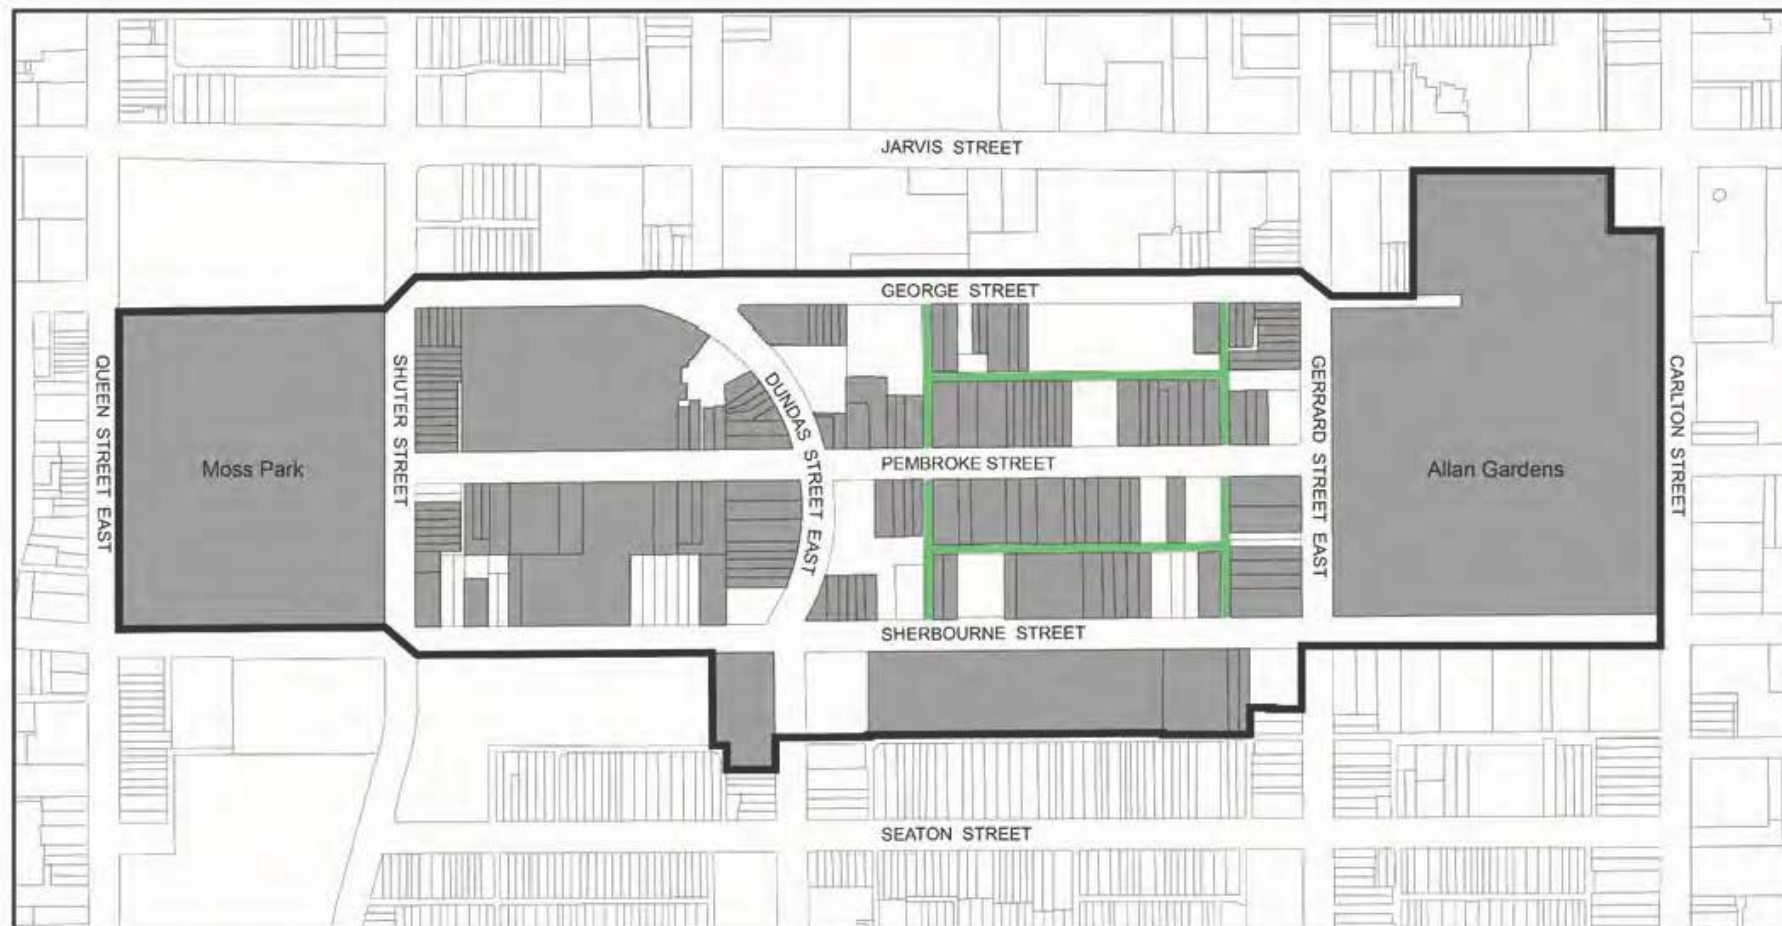 JARVIS STREET
GEORGE STREET
QUEEN STREET EAST
SHUTER STREET
DUNDAS STREET EAST
GERRARD STREET EAST
CARLTON STREET
Moss Park
PEMBROKE STREET
Allan Gardens
SHERBOURNE STREET
SEATON STREET